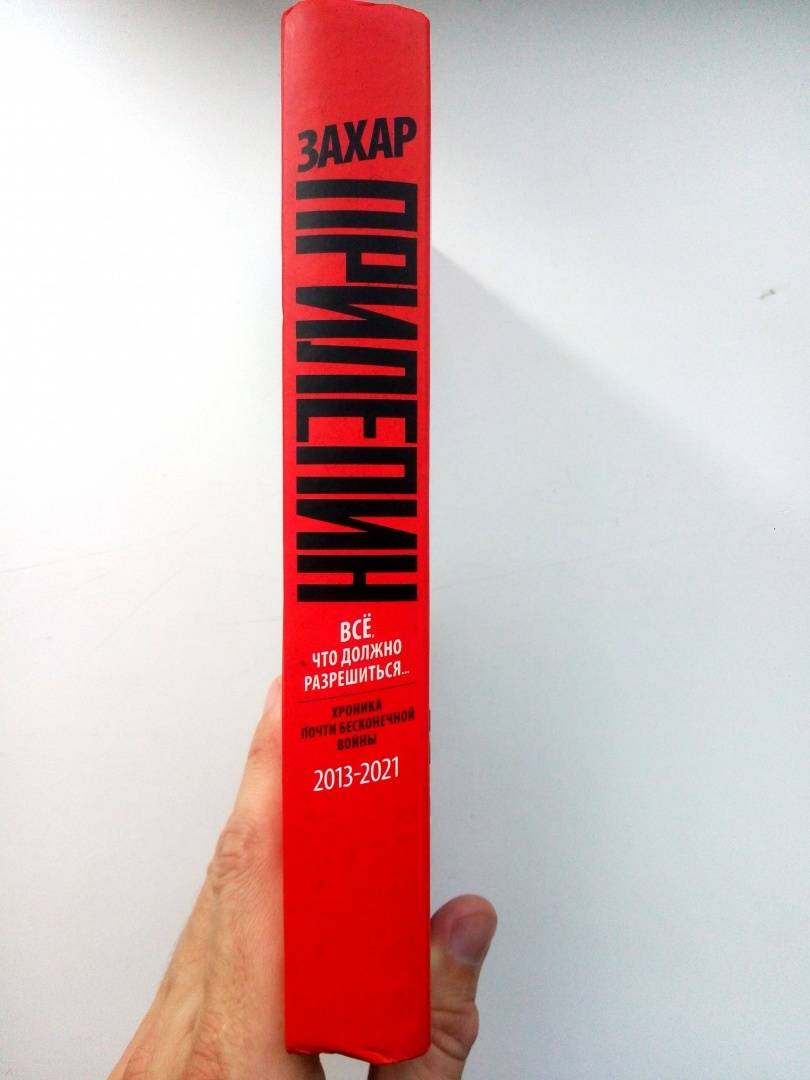 ЗАХАР
ПРИЛЕПИН
ВСЁ,
ЧТО ДОЛЖНО
РАЗРЕШИТЬСЯ...
ХРОНИКА
ПОЧТИ БЕСКОНЕЧНОЙ
ВОЙНЫ
2013-2021